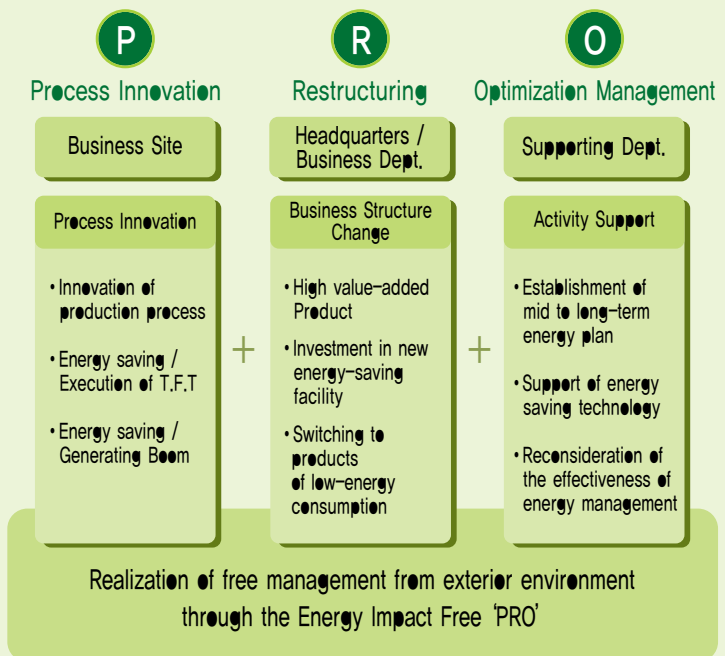 P
Process Innovation
Business Site
Process Innovation
• Innovation of
production process
• Energy saving /
Execution of T.F.T
• Energy saving /
Generating Boom
+
R
Restructuring
Headquarters /
Business Dept.
Business Structure
Change
• High value-added
Product
• Investment in new
energy-saving
facility
• Switching to
products
of low-energy
consumption
+
O
Optimization Management
Supporting Dept.
Activity Support
• Establishment of
mid to long-term
energy plan
• Support of energy
saving technology
• Reconsideration of
the effectiveness of
energy management
Realization of free management from exterior environment
through the Energy Impact Free ‘PRO’